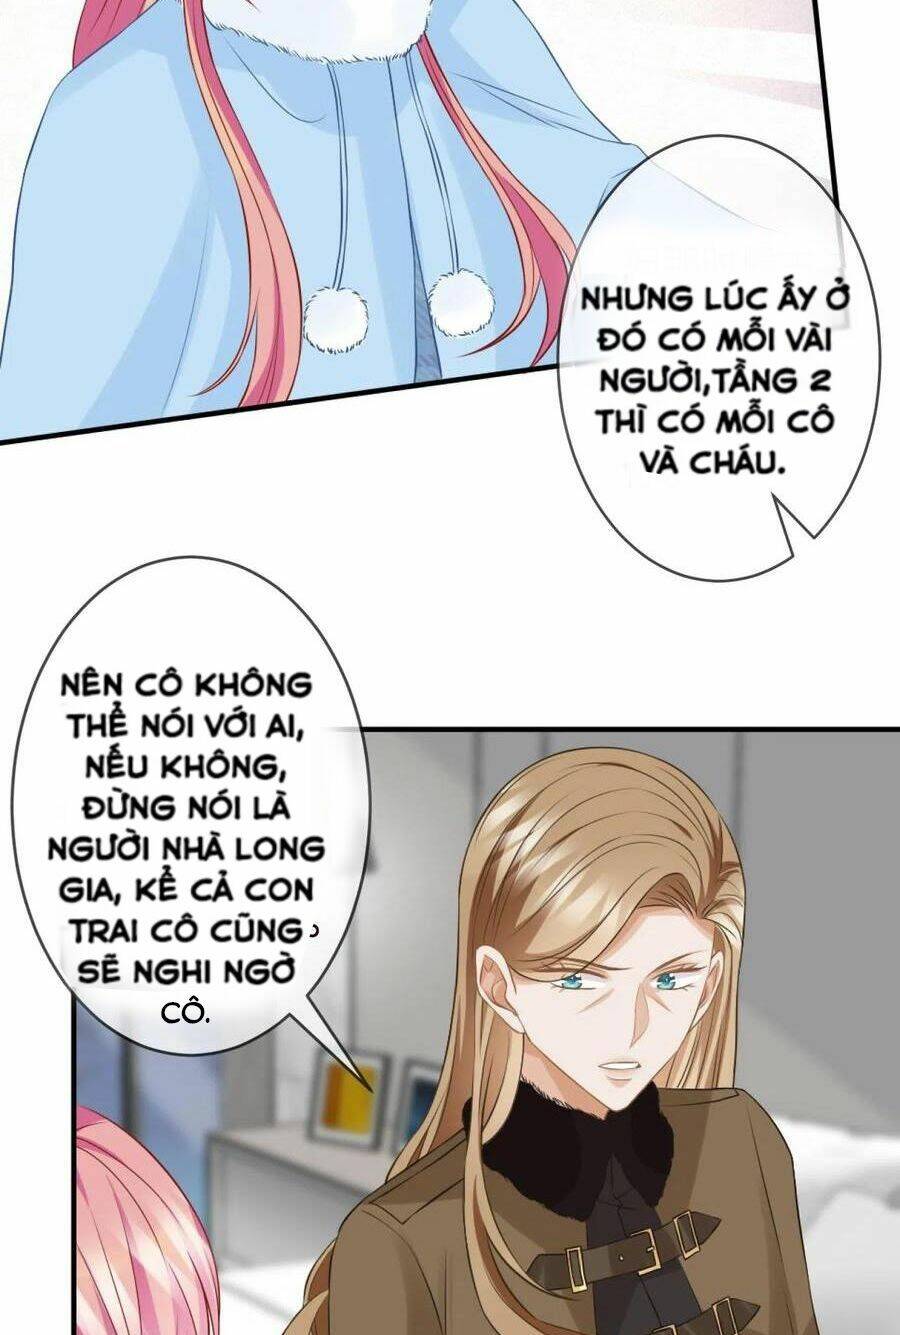 NHƯNG LÚC ẤY Ở
ĐÓ CÓ MỖI VÀI
NGƯỜI,TẦNG 2
THÌ CÓ MỖI CÔ
VÀ CHÁU.
NÊN CÔ KHÔNG
THỂ NÓI VỚI AI,
NẾU KHÔNG,
ĐỪNG NÓI LÀ
NGƯỜI NHÀ LONG
GIA, KỂ CẢ CON
TRAI CÔ CŨNG
SẼ NGHI NGỜ
CÔ.